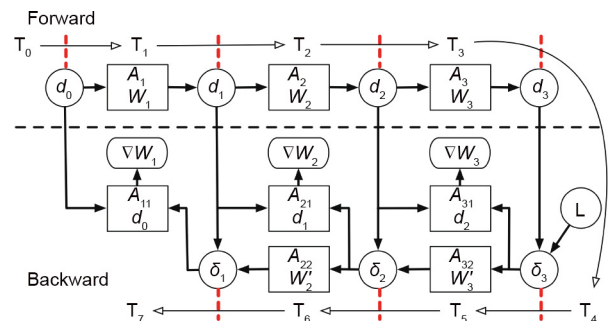 Forward
T₀ T₁ T₂ T₃
d₀ A₁ W₁ d₁ A₂ W₂ d₂ A₃ W₃ d₃
∇W₁ ∇W₂ ∇W₃
A₁₁ d₀ A₂₁ d₁ A₃₁ d₂ L
δ₁ A₂₂ W'₂ δ₂ A₃₂ W'₃ δ₃
Backward
T₇ T₆ T₅ T₄